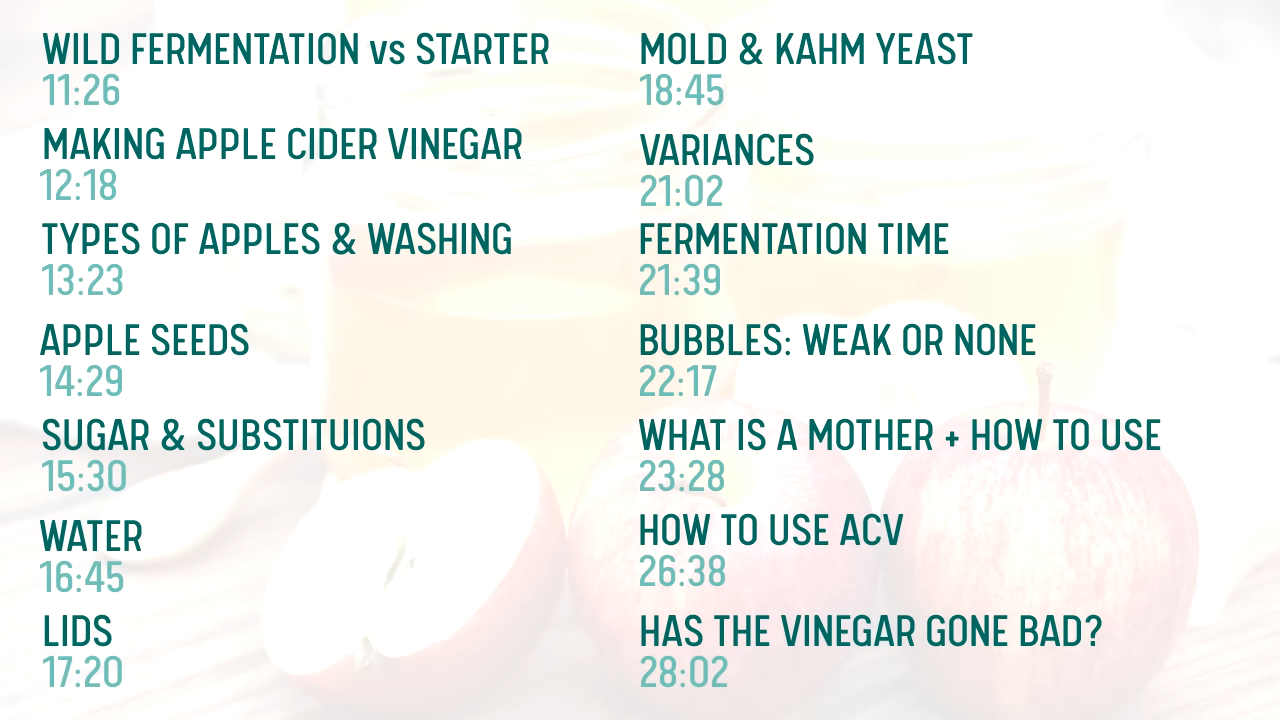 WILD FERMENTATION vs STARTER
11:26
MAKING APPLE CIDER VINEGAR
12:18
TYPES OF APPLES & WASHING
13:23
APPLE SEEDS
14:29
SUGAR & SUBSTITUIONS
15:30
WATER
16:45
LIDS
17:20
MOLD & KAHM YEAST
18:45
VARIANCES
21:02
FERMENTATION TIME
21:39
BUBBLES: WEAK OR NONE
22:17
WHAT IS A MOTHER + HOW TO USE
23:28
HOW TO USE ACV
26:38
HAS THE VINEGAR GONE BAD?
28:02